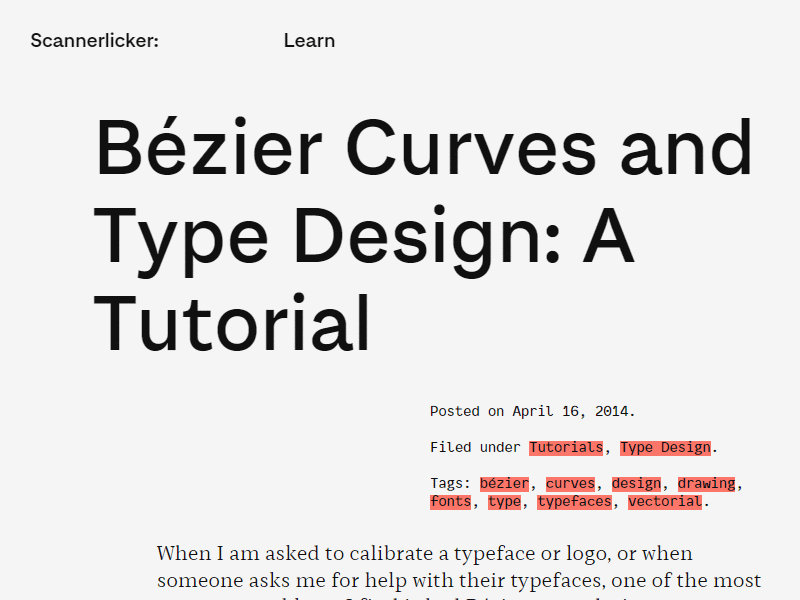 Scannerlicker: Learn
Bézier Curves and
Type Design: A
Tutorial
Posted on April 16, 2014.
Filed under Tutorials, Type Design.
Tags: bézier, curves, design, drawing,
fonts, type, typefaces, vectorial.
When I am asked to calibrate a typeface or logo, or when
someone asks me for help with their typefaces, one of the most